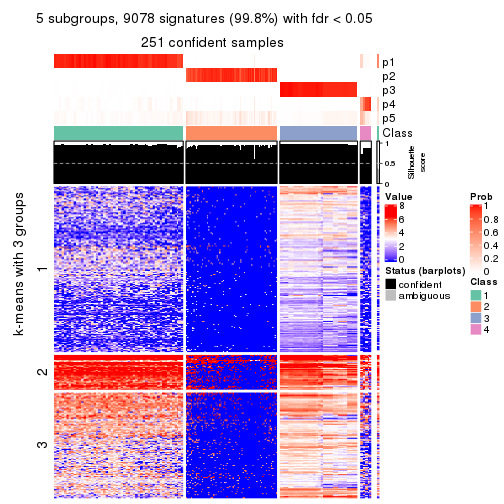 5 subgroups, 9078 signatures (99.8%) with fdr < 0.05
251 confident samples
p1
p2
p3
p4
p5
Class
1
0.5
0
Silhouette
score
k-means with 3 groups
1
2
3
Value
8
6
4
2
0
Status (barplots)
confident
ambiguous
Prob
1
0.8
0.6
0.4
0.2
0
Class
1
2
3
4